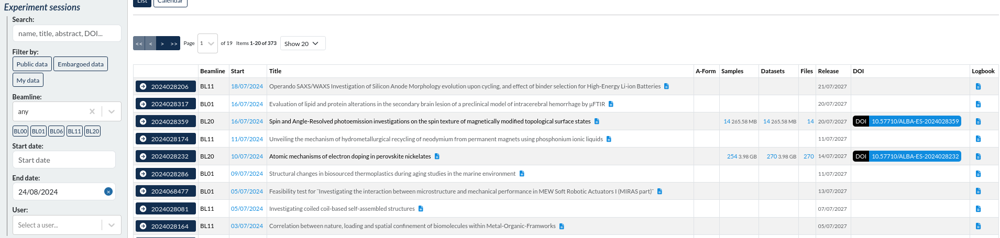 Experiment sessions
Search:
name, title, abstract, DOI...
Filter by:
Public data Embargoed data
My data
Beamline:
any
BL00 BL01 BL06 BL11 BL20
Start date:
Start date
End date:
24/08/2024
User:
Select a user...
List Calendar
<< < > >> Page 1 of 19 Items 1-20 of 373 Show 20
Beamline Start Title A-Form Samples Datasets Files Release DOI Logbook
2024028206 BL11 18/07/2024 Operando SAXS/WAXS Investigation of Silicon Anode Morphology evolution upon cycling, and effect of binder selection for High-Energy Li-ion Batteries 21/07/2027
2024028317 BL01 16/07/2024 Evaluation of lipid and protein alterations in the secondary brain lesion of a preclinical model of intracerebral hemorrhage by µFTIR 20/07/2027
2024028359 BL20 16/07/2024 Spin and Angle-Resolved photoemission investigations on the spin texture of magnetically modified topological surface states 14 265.58 MB 14 265.58 MB 14 20/07/2027 DOI 10.57710/ALBA-ES-2024028359
2024028174 BL11 11/07/2024 Unveiling the mechanism of hydrometallurgical recycling of neodymium from permanent magnets using phosphonium ionic liquids 11/07/2027
2024028232 BL20 10/07/2024 Atomic mechanisms of electron doping in perovskite nickelates 254 3.98 GB 270 3.98 GB 270 14/07/2027 DOI 10.57710/ALBA-ES-2024028232
2024028286 BL01 09/07/2024 Structural changes in biosourced thermoplastics during aging studies in the marine environment 11/07/2027
2024068477 BL01 05/07/2024 Feasibility test for ¨Investigating the interaction between microstructure and mechanical performance in MEW Soft Robotic Actuators I (MIRAS part)¨ 13/07/2027
2024028081 BL11 05/07/2024 Investigating coiled coil-based self-assembled structures 07/07/2027
2024028164 BL11 03/07/2024 Correlation between nature, loading and spatial confinement of biomolecules within Metal-Organic-Framworks 05/07/2027